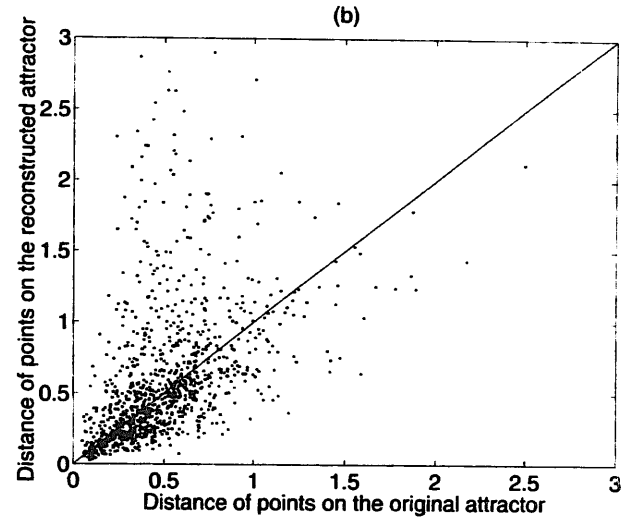 (b)
Distance of points on the reconstructed attractor
3
2.5
2
1.5
1
0.5
0
0 0.5 1 1.5 2 2.5 3
Distance of points on the original attractor